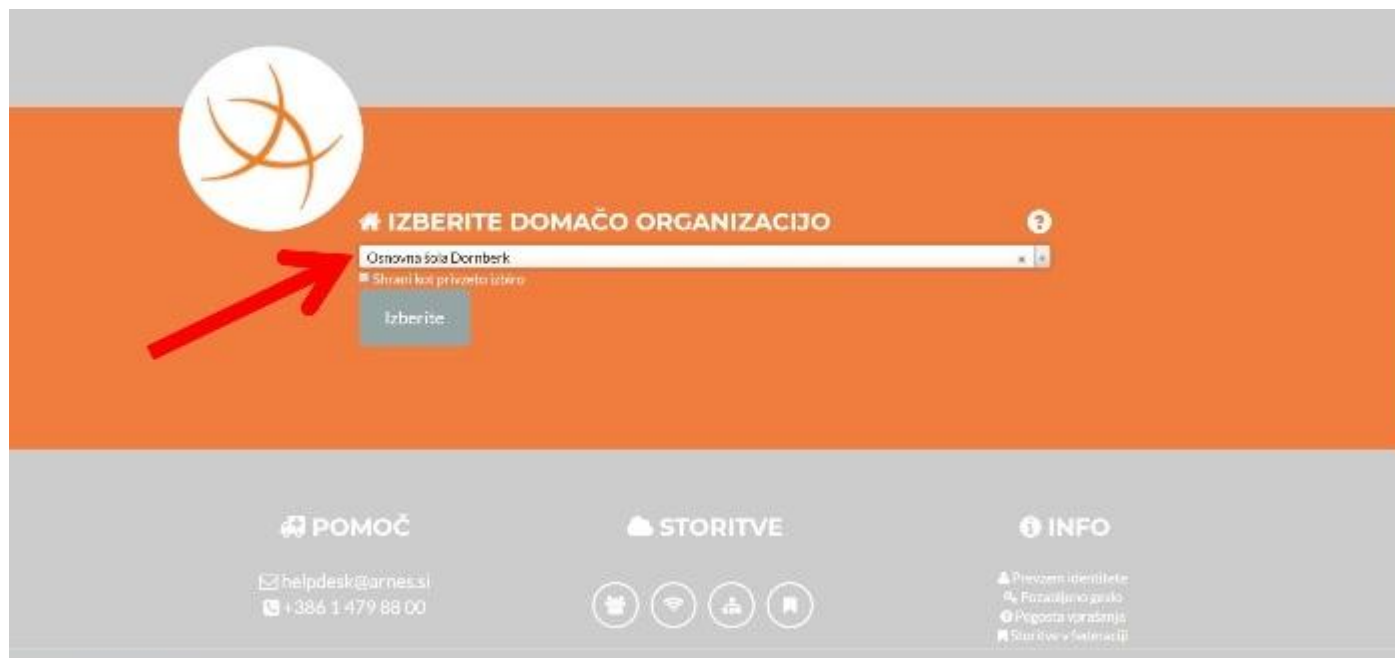 IZBERITE DOMAČO ORGANIZACIJO
Osnovna šola Dornberk
Shrani kot privzeto izbiro
Izberite
POMOČ
helpdesk@arnes.si
+386 1 479 88 00
STORITVE
INFO
Prevzem identitete
Pozabljeno geslo
Pogosta vprašanja
Storitve v federaciji